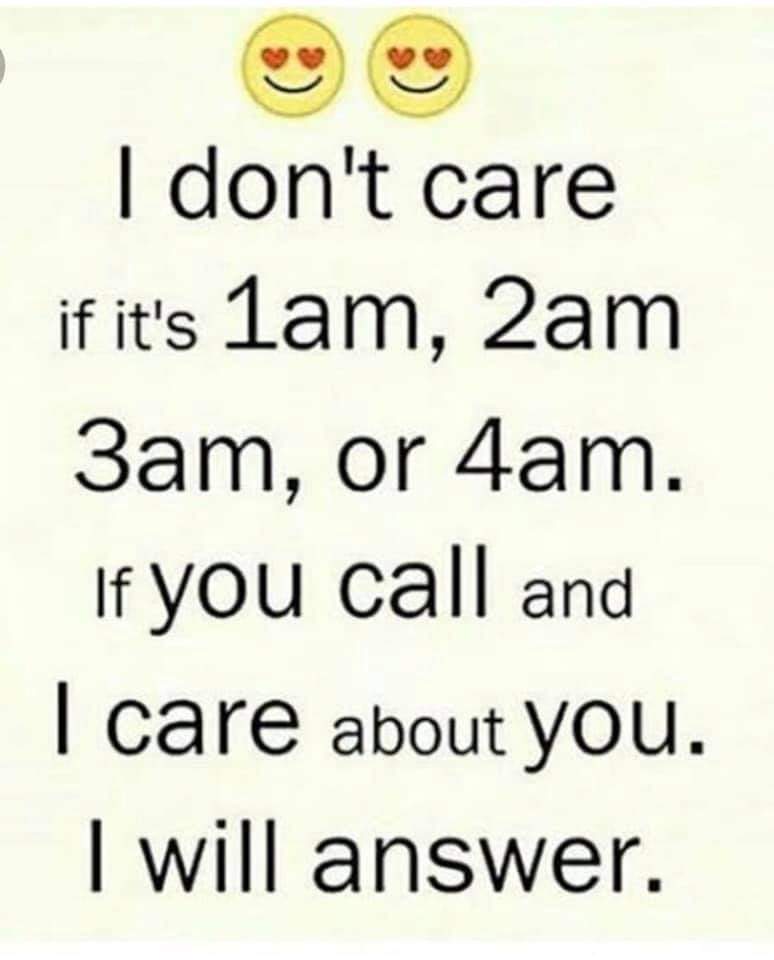 I don't care
if it's 1am, 2am
3am, or 4am.
If you call and
I care about you.
I will answer.